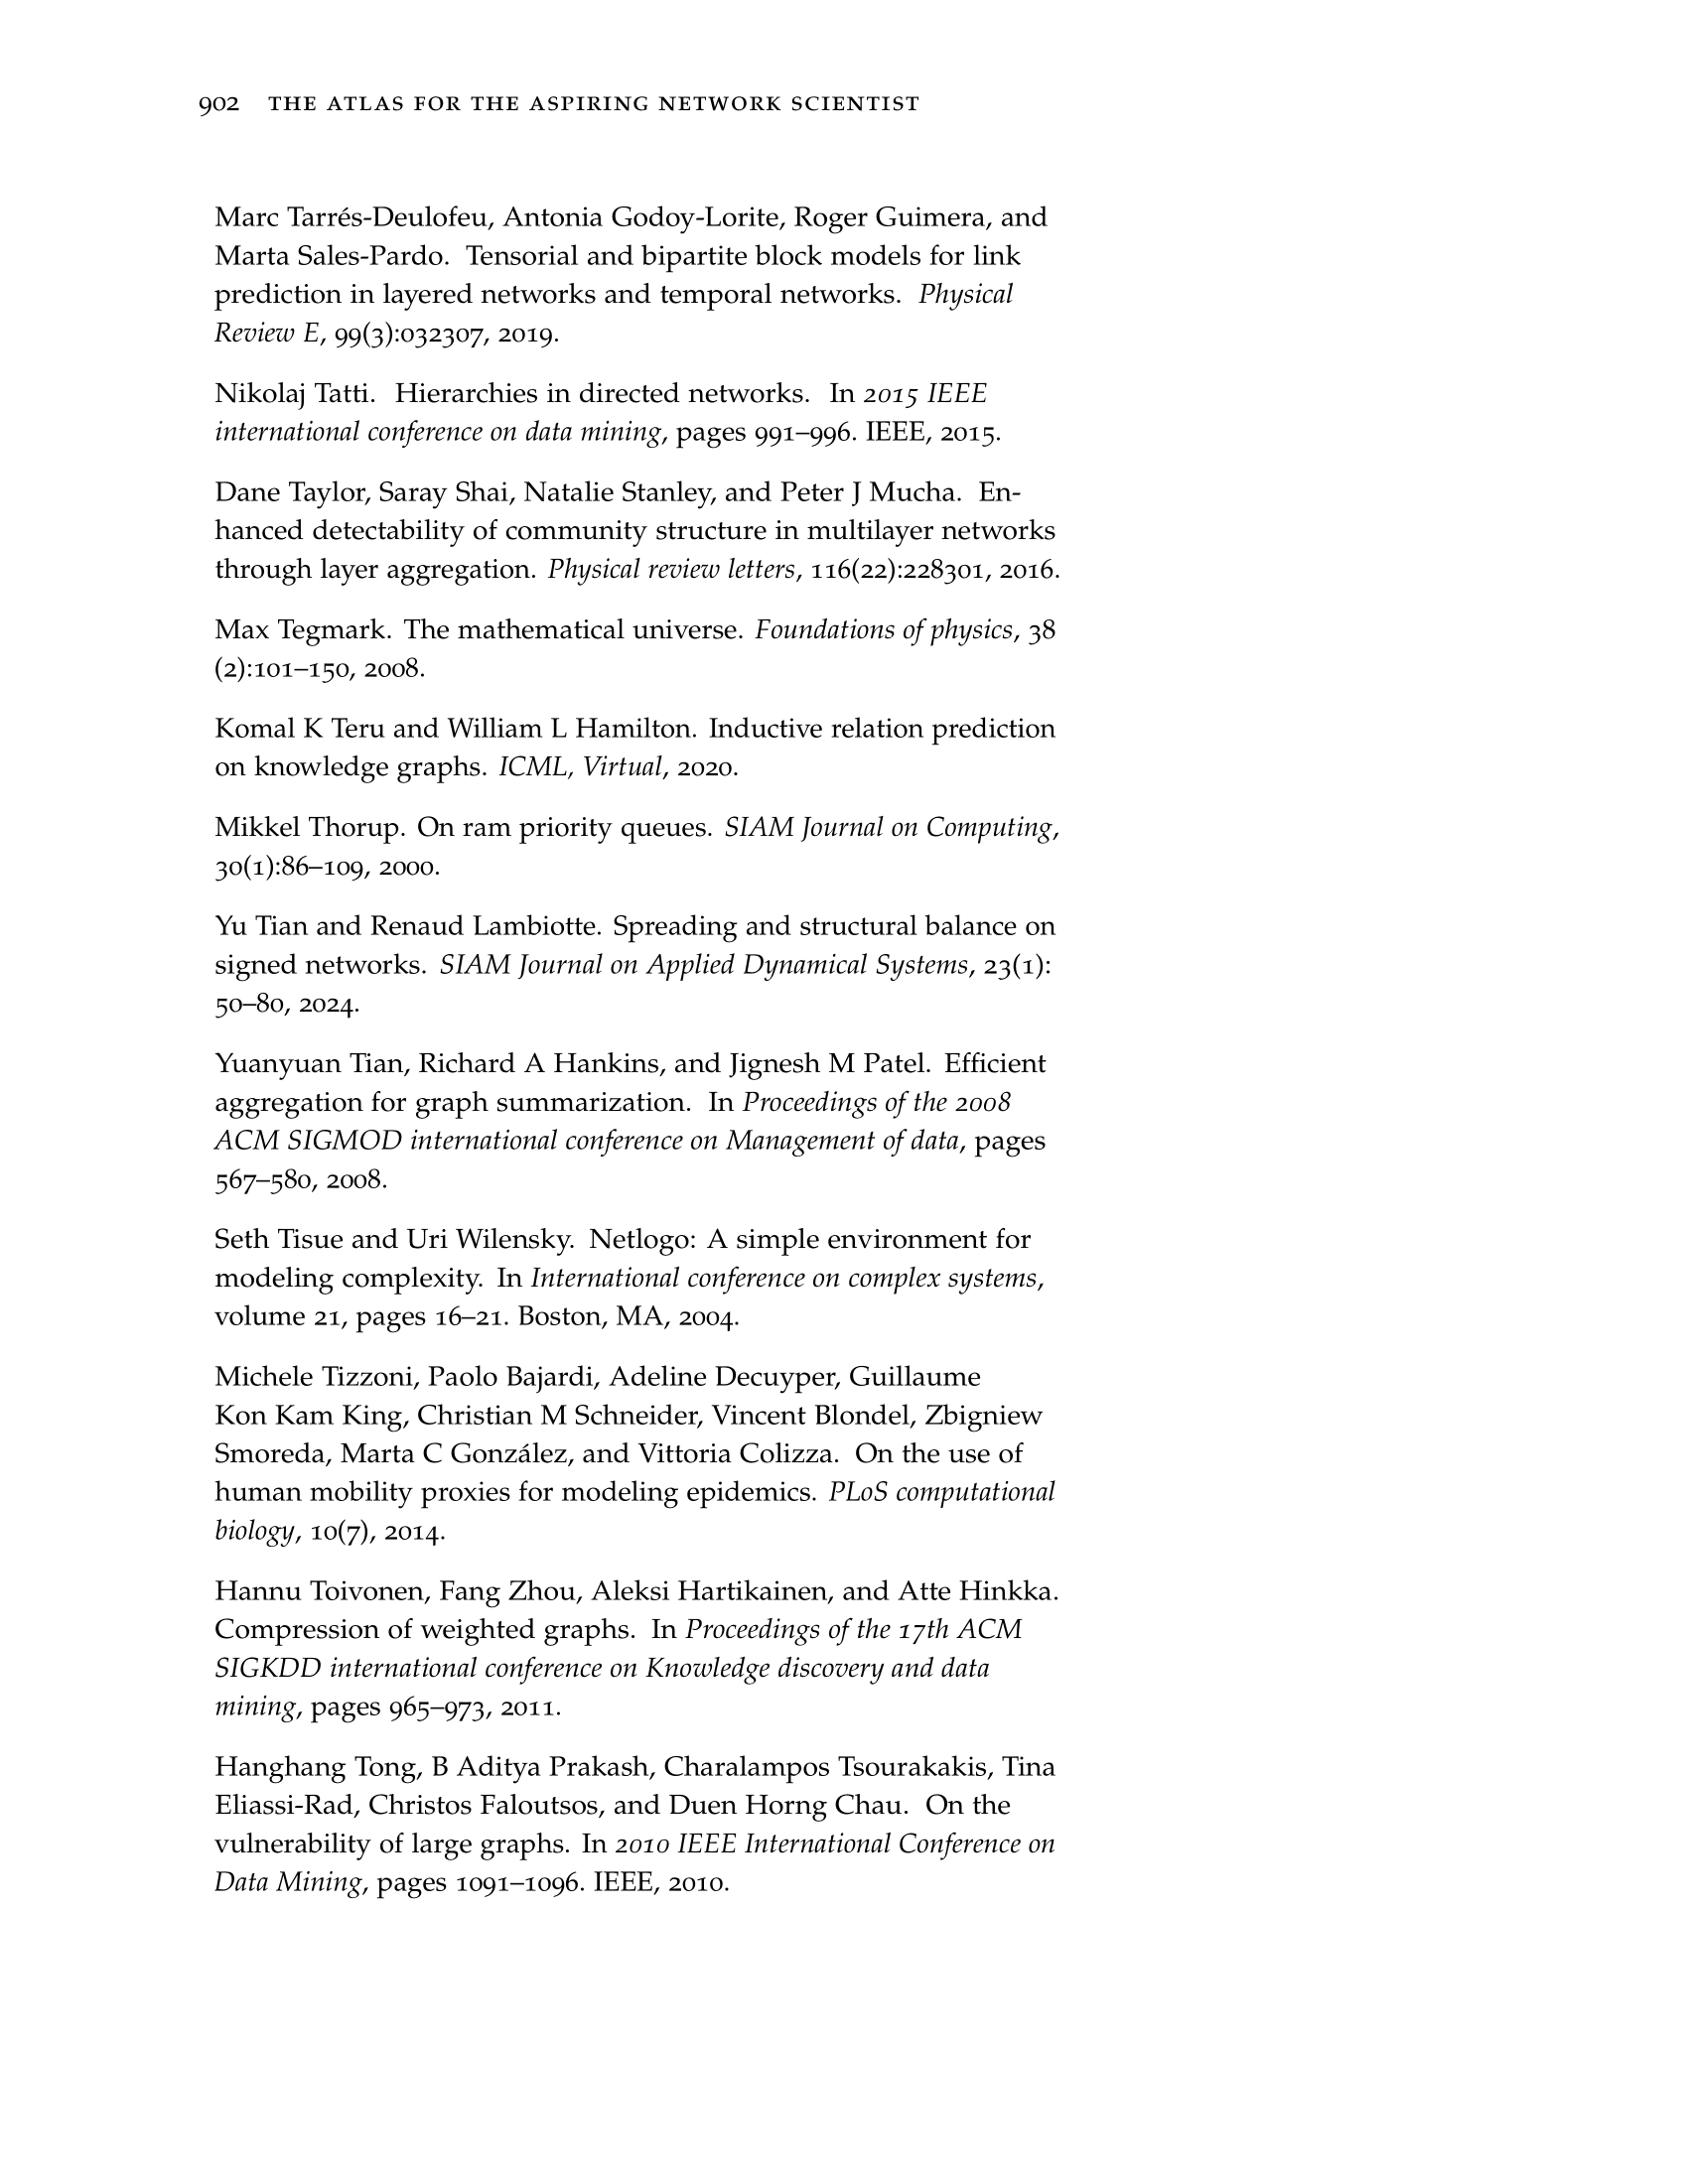 902 THE ATLAS FOR THE ASPIRING NETWORK SCIENTIST
Marc Tarrés-Deulofeu, Antonia Godoy-Lorite, Roger Guimera, and
Marta Sales-Pardo. Tensorial and bipartite block models for link
prediction in layered networks and temporal networks. Physical
Review E, 99(3):032307, 2019.
Nikolaj Tatti. Hierarchies in directed networks. In 2015 IEEE
international conference on data mining, pages 991–996. IEEE, 2015.
Dane Taylor, Saray Shai, Natalie Stanley, and Peter J Mucha. En-
hanced detectability of community structure in multilayer networks
through layer aggregation. Physical review letters, 116(22):228301, 2016.
Max Tegmark. The mathematical universe. Foundations of physics, 38
(2):101–150, 2008.
Komal K Teru and William L Hamilton. Inductive relation prediction
on knowledge graphs. ICML, Virtual, 2020.
Mikkel Thorup. On ram priority queues. SIAM Journal on Computing,
30(1):86–109, 2000.
Yu Tian and Renaud Lambiotte. Spreading and structural balance on
signed networks. SIAM Journal on Applied Dynamical Systems, 23(1):
50–80, 2024.
Yuanyuan Tian, Richard A Hankins, and Jignesh M Patel. Efficient
aggregation for graph summarization. In Proceedings of the 2008
ACM SIGMOD international conference on Management of data, pages
567–580, 2008.
Seth Tisue and Uri Wilensky. Netlogo: A simple environment for
modeling complexity. In International conference on complex systems,
volume 21, pages 16–21. Boston, MA, 2004.
Michele Tizzoni, Paolo Bajardi, Adeline Decuyper, Guillaume
Kon Kam King, Christian M Schneider, Vincent Blondel, Zbigniew
Smoreda, Marta C González, and Vittoria Colizza. On the use of
human mobility proxies for modeling epidemics. PLoS computational
biology, 10(7), 2014.
Hannu Toivonen, Fang Zhou, Aleksi Hartikainen, and Atte Hinkka.
Compression of weighted graphs. In Proceedings of the 17th ACM
SIGKDD international conference on Knowledge discovery and data
mining, pages 965–973, 2011.
Hanghang Tong, B Aditya Prakash, Charalampos Tsourakakis, Tina
Eliassi-Rad, Christos Faloutsos, and Duen Horng Chau. On the
vulnerability of large graphs. In 2010 IEEE International Conference on
Data Mining, pages 1091–1096. IEEE, 2010.